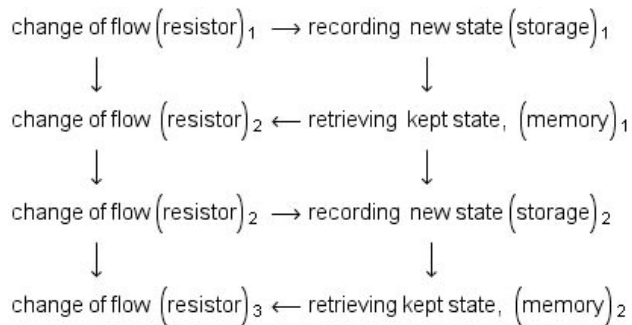 change of flow (resistor)₁ → recording new state (storage)₁
↓ ↓
change of flow (resistor)₂ ← retrieving kept state, (memory)₁
↓ ↓
change of flow (resistor)₂ → recording new state (storage)₂
↓ ↓
change of flow (resistor)₃ ← retrieving kept state, (memory)₂